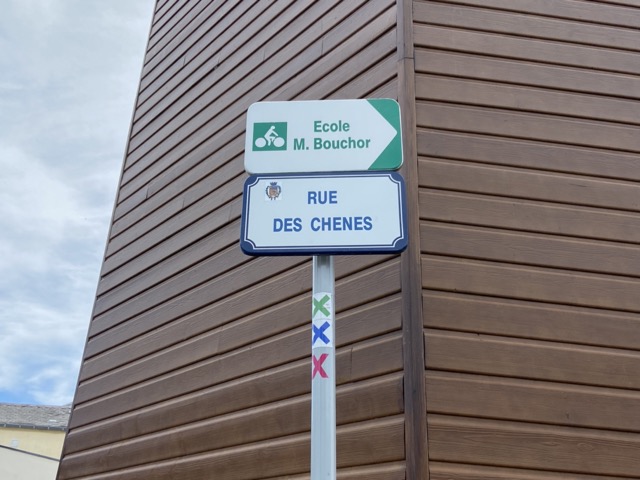 Ecole
M. Bouchor
RUE
DES CHENES